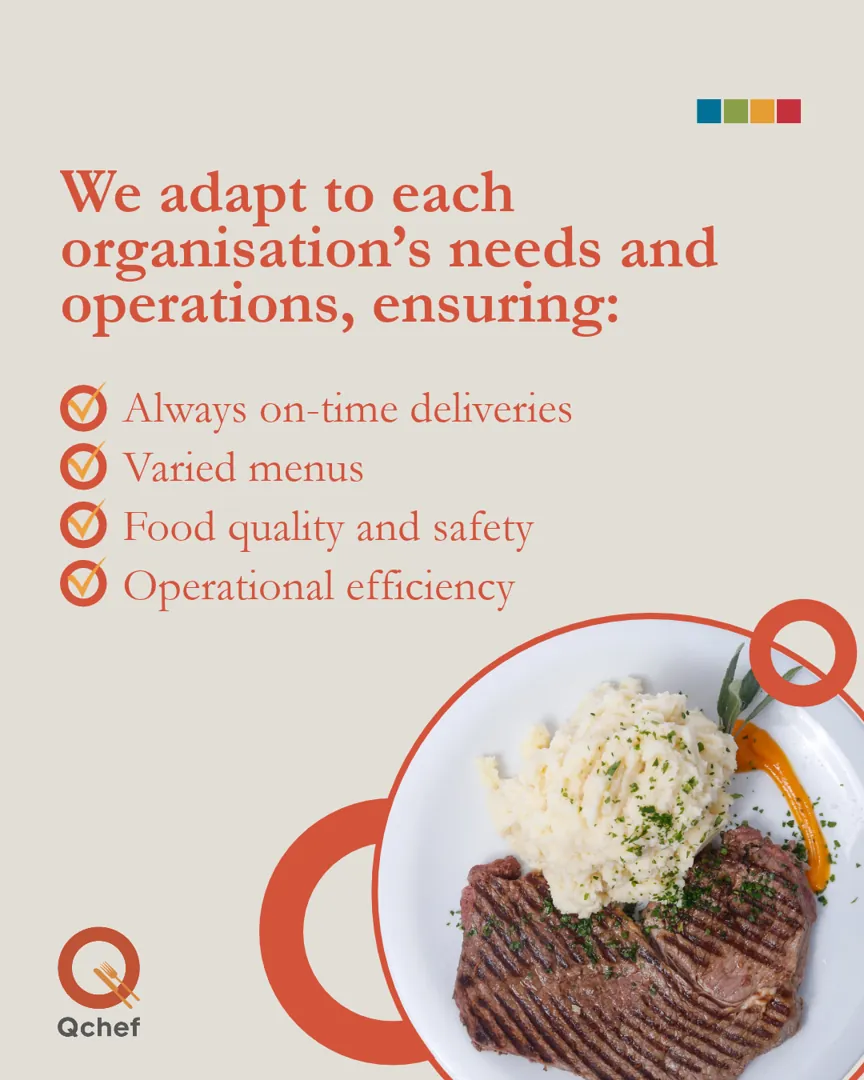 We adapt to each
organisation’s needs and
operations, ensuring:
Always on-time deliveries
Varied menus
Food quality and safety
Operational efficiency
Qchef